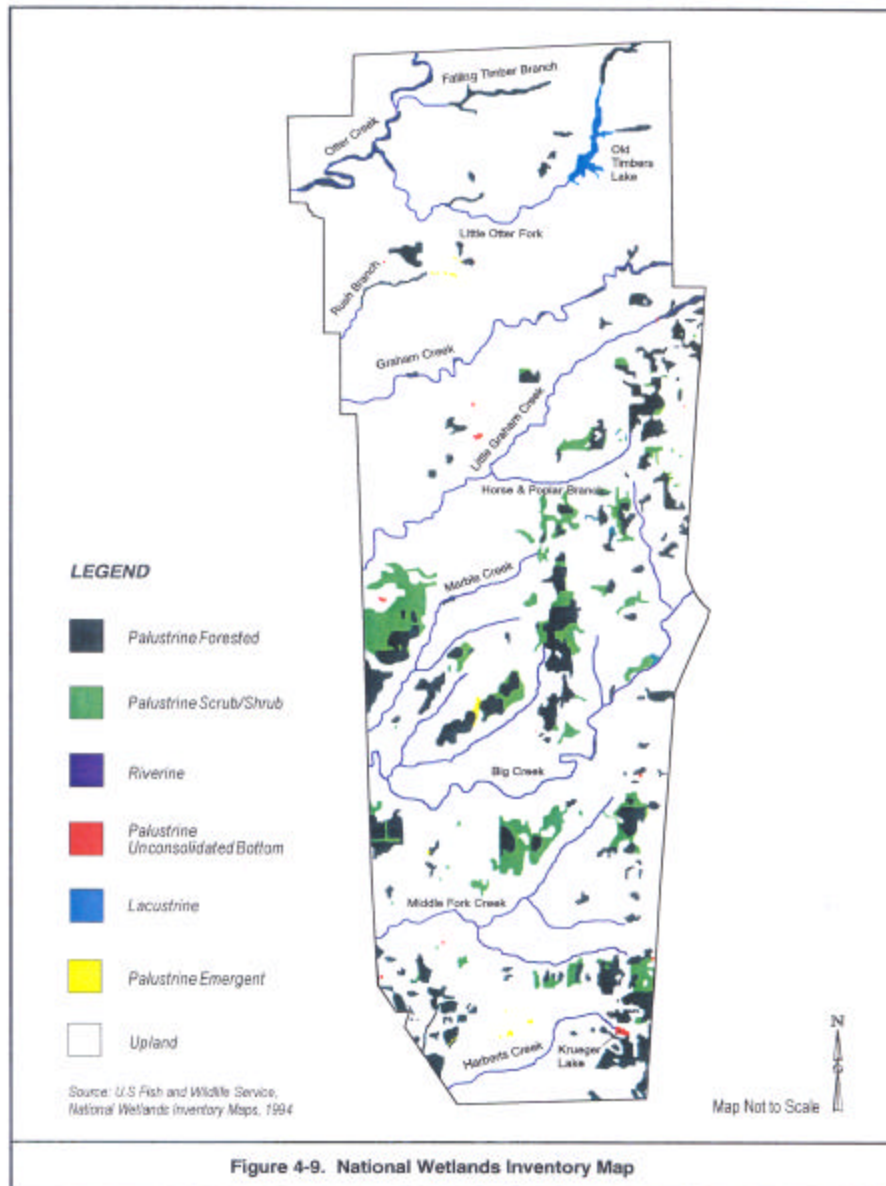 Falling Timber Branch
Otter Creek
Old
Timbers
Lake
Little Otter Fork
Rush Branch
Graham Creek
Little Graham Creek
Horse & Poplar Branch
Marble Creek
Big Creek
Middle Fork Creek
Harberts Creek
Krueger
Lake
LEGEND
Palustrine Forested
Palustrine Scrub/Shrub
Riverine
Palustrine
Unconsolidated Bottom
Lacustrine
Palustrine Emergent
Upland
Source: U.S Fish and Wildlife Service,
National Wetlands Inventory Maps, 1994
N
Map Not to Scale
Figure 4-9. National Wetlands Inventory Map